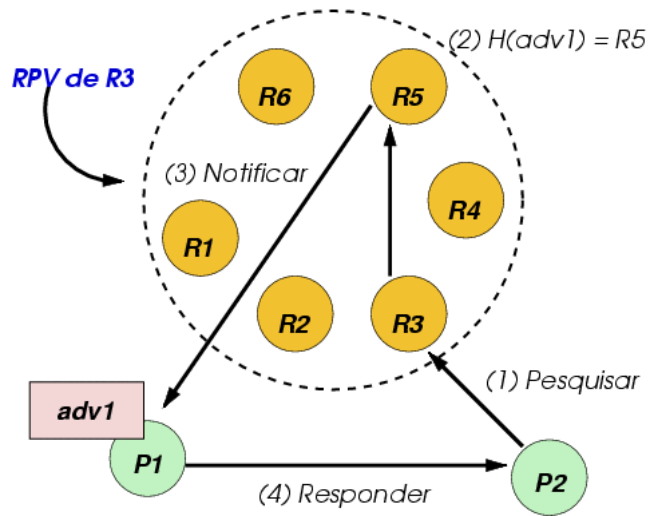 (2) H(adv1) = R5
RPV de R3
R6
R5
(3) Notificar
R4
R1
R2
R3
(1) Pesquisar
adv1
P1
P2
(4) Responder